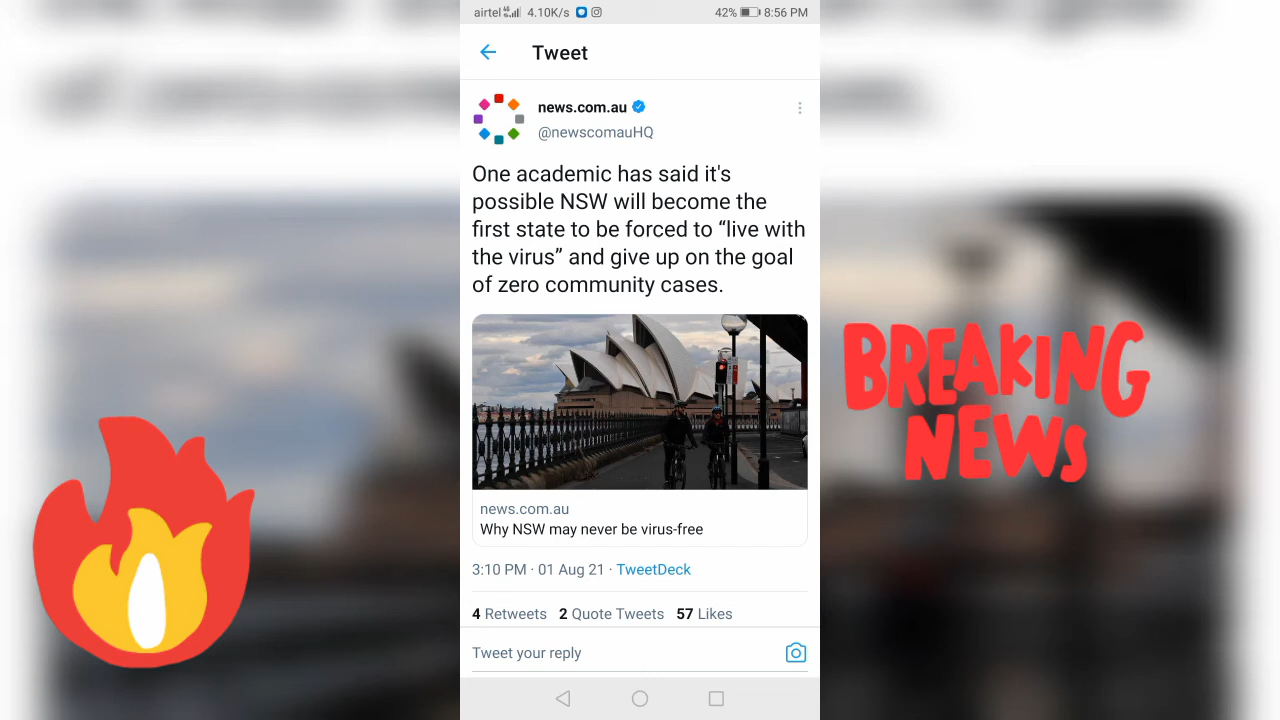 airtel 4.10K/s 42% 8:56 PM
Tweet
news.com.au
@newscomauHQ
One academic has said it's
possible NSW will become the
first state to be forced to “live with
the virus” and give up on the goal
of zero community cases.
news.com.au
Why NSW may never be virus-free
3:10 PM · 01 Aug 21 · TweetDeck
4 Retweets 2 Quote Tweets 57 Likes
Tweet your reply
BREAKING
NEWS